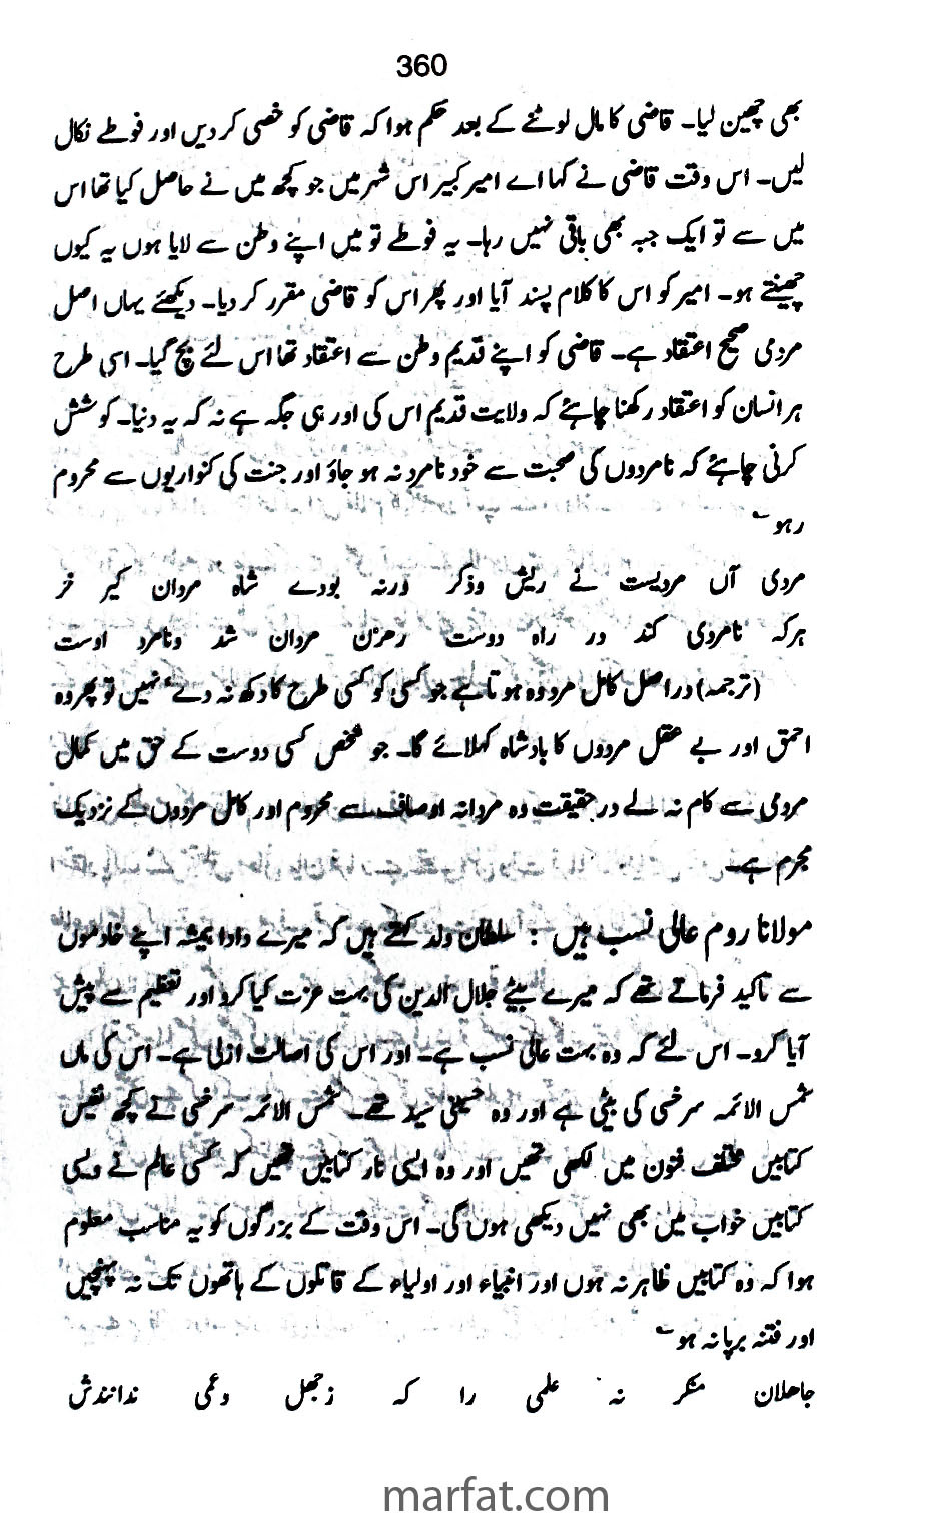 360
بھی چھین لیا۔ قاضی کا مال لوٹنے کے بعد حکم ہوا کہ قاضی کو خصی کر دیں اور فوطے نکال
لیں۔ اس وقت قاضی نے کہا اے امیر کبیر اس شہر میں جو کچھ میں نے حاصل کیا تھا اس
میں سے تو ایک حبہ بھی باقی نہیں رہا۔ یہ فوطے تو میں اپنے وطن سے لایا ہوں یہ کیوں
چھینتے ہو۔ امیر کو اس کا کلام پسند آیا اور پھر اس کو قاضی مقرر کر دیا۔ دیکھئے یہاں اصل
مردی صحیح اعتقاد ہے۔ قاضی کو اپنے قدیم وطن سے اعتقاد تھا اس لئے بچ گیا۔ اسی طرح
ہر انسان کو اعتقاد رکھنا چاہئے کہ ولایت قدیم اس کی اور ہی جگہ ہے نہ کہ یہ دنیا۔ کوشش
کرنی چاہئے کہ نامردوں کی صحبت سے خود نامرد نہ ہو جاؤ اور جنت کی کنواریوں سے محروم
رہو ؎
مردی آں مردیست نے ریش وذکر ورنہ بودے شاہ مردان کیر خر
ہرکہ نامردی کند در راہ دوست رہزن مردان شد ونامرد اوست
(ترجمہ) دراصل کامل مرد وہ ہوتا ہے جو کسی کو کسی طرح کا دکھ نہ دے' نہیں تو پھر وہ
احمق اور بے عقل مردوں کا بادشاہ کہلائے گا۔ جو شخص کسی دوست کے حق میں کمال
مردمی سے کام نہ لے درحقیقت وہ مردانہ اوصاف سے محروم اور کامل مردوں کے نزدیک
مجرم ہے۔
مولانا روم عالی نسب ہیں : سلطان ولد کہتے ہیں کہ میرے دادا ہمیشہ اپنے خادموں
سے تاکید فرماتے تھے کہ میرے بیٹے جلال الدین کی بہت عزت کیا کرو اور تعظیم سے پیش
آیا کرو۔ اس لئے کہ وہ بہت عالی نسب ہے۔ اور اس کی اصالت ازلی ہے۔ اس کی ماں
شمس الائمہ سرخسی کی بیٹی ہے اور وہ حسینی سید تھے۔ شمس الائمہ سرخسی نے کچھ نفیس
کتابیں مختلف فنون میں لکھی تھیں اور وہ ایسی نادر کتابیں تھیں کہ کسی عالم نے ویسی
کتابیں خواب میں بھی نہیں دیکھی ہوں گی۔ اس وقت کے بزرگوں کو یہ مناسب معلوم
ہوا کہ وہ کتابیں ظاہر نہ ہوں اور انبیاء اور اولیاء کے قاتلوں کے ہاتھوں تک نہ پہنچیں
اور فتنہ برپا نہ ہو ؎
جاهلان منکر نہ علمی را کہ زجهل وعمی ندانندش
marfat.com